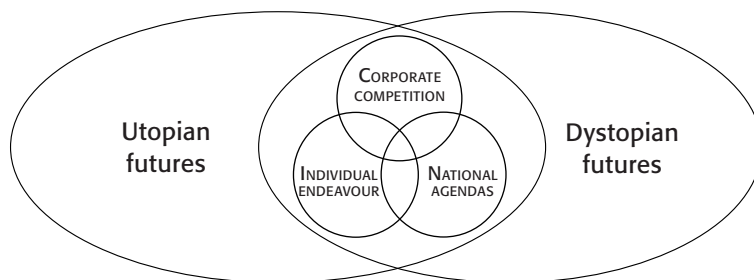 CORPORATE
COMPETITION
Utopian
futures
Dystopian
futures
INDIVIDUAL
ENDEAVOUR
NATIONAL
AGENDAS